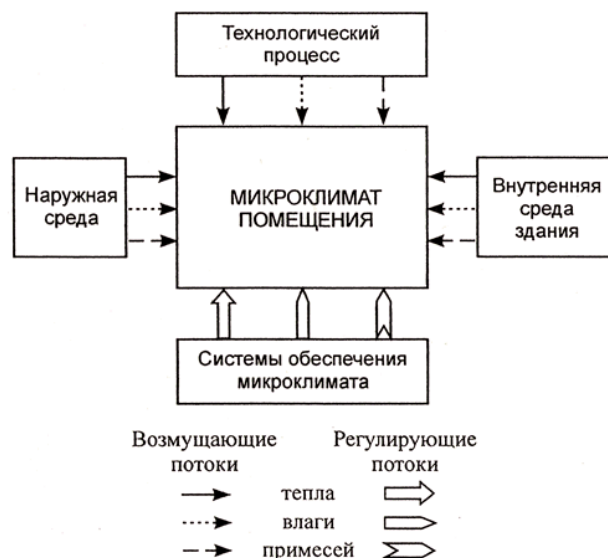 Технологический
процесс
Наружная
среда
МИКРОКЛИМАТ
ПОМЕЩЕНИЯ
Внутренняя
среда
здания
Системы обеспечения
микроклимата
Возмущающие
потоки
Регулирующие
потоки
тепла
влаги
примесей